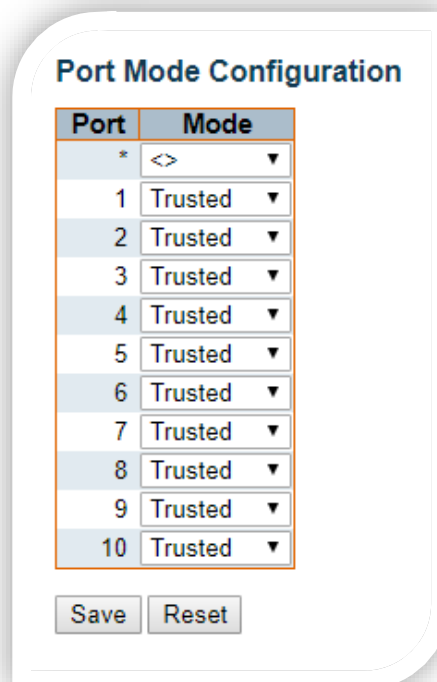 Port Mode Configuration
Port Mode
* <>
1 Trusted
2 Trusted
3 Trusted
4 Trusted
5 Trusted
6 Trusted
7 Trusted
8 Trusted
9 Trusted
10 Trusted
Save Reset